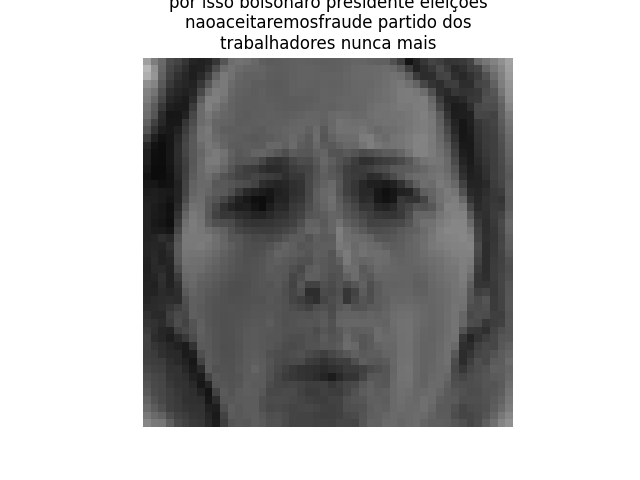 por isso bolsonaro presidente eleições
naoaceitaremosfraude partido dos
trabalhadores nunca mais